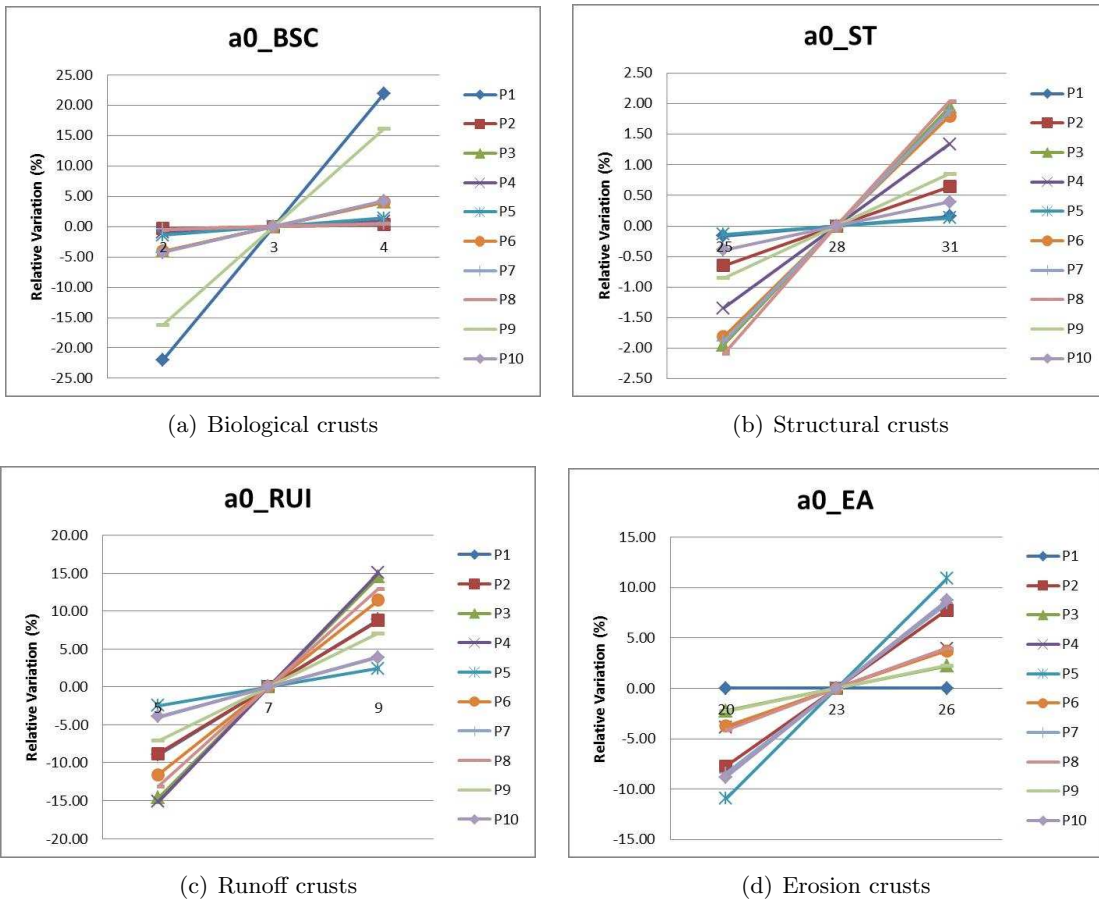 a0_BSC
25.00
20.00
15.00
10.00
5.00
0.00
-5.00
-10.00
-15.00
-20.00
-25.00
Relative Variation (%)
2 3 4
P1
P2
P3
P4
P5
P6
P7
P8
P9
P10
(a) Biological crusts
a0_ST
2.50
2.00
1.50
1.00
0.50
0.00
-0.50
-1.00
-1.50
-2.00
-2.50
Relative Variation (%)
25 28 31
P1
P2
P3
P4
P5
P6
P7
P8
P9
P10
(b) Structural crusts
a0_RUI
20.00
15.00
10.00
5.00
0.00
-5.00
-10.00
-15.00
-20.00
Relative Variation (%)
5 7 9
P1
P2
P3
P4
P5
P6
P7
P8
P9
P10
(c) Runoff crusts
a0_EA
15.00
10.00
5.00
0.00
-5.00
-10.00
-15.00
Relative Variation (%)
20 23 26
P1
P2
P3
P4
P5
P6
P7
P8
P9
P10
(d) Erosion crusts